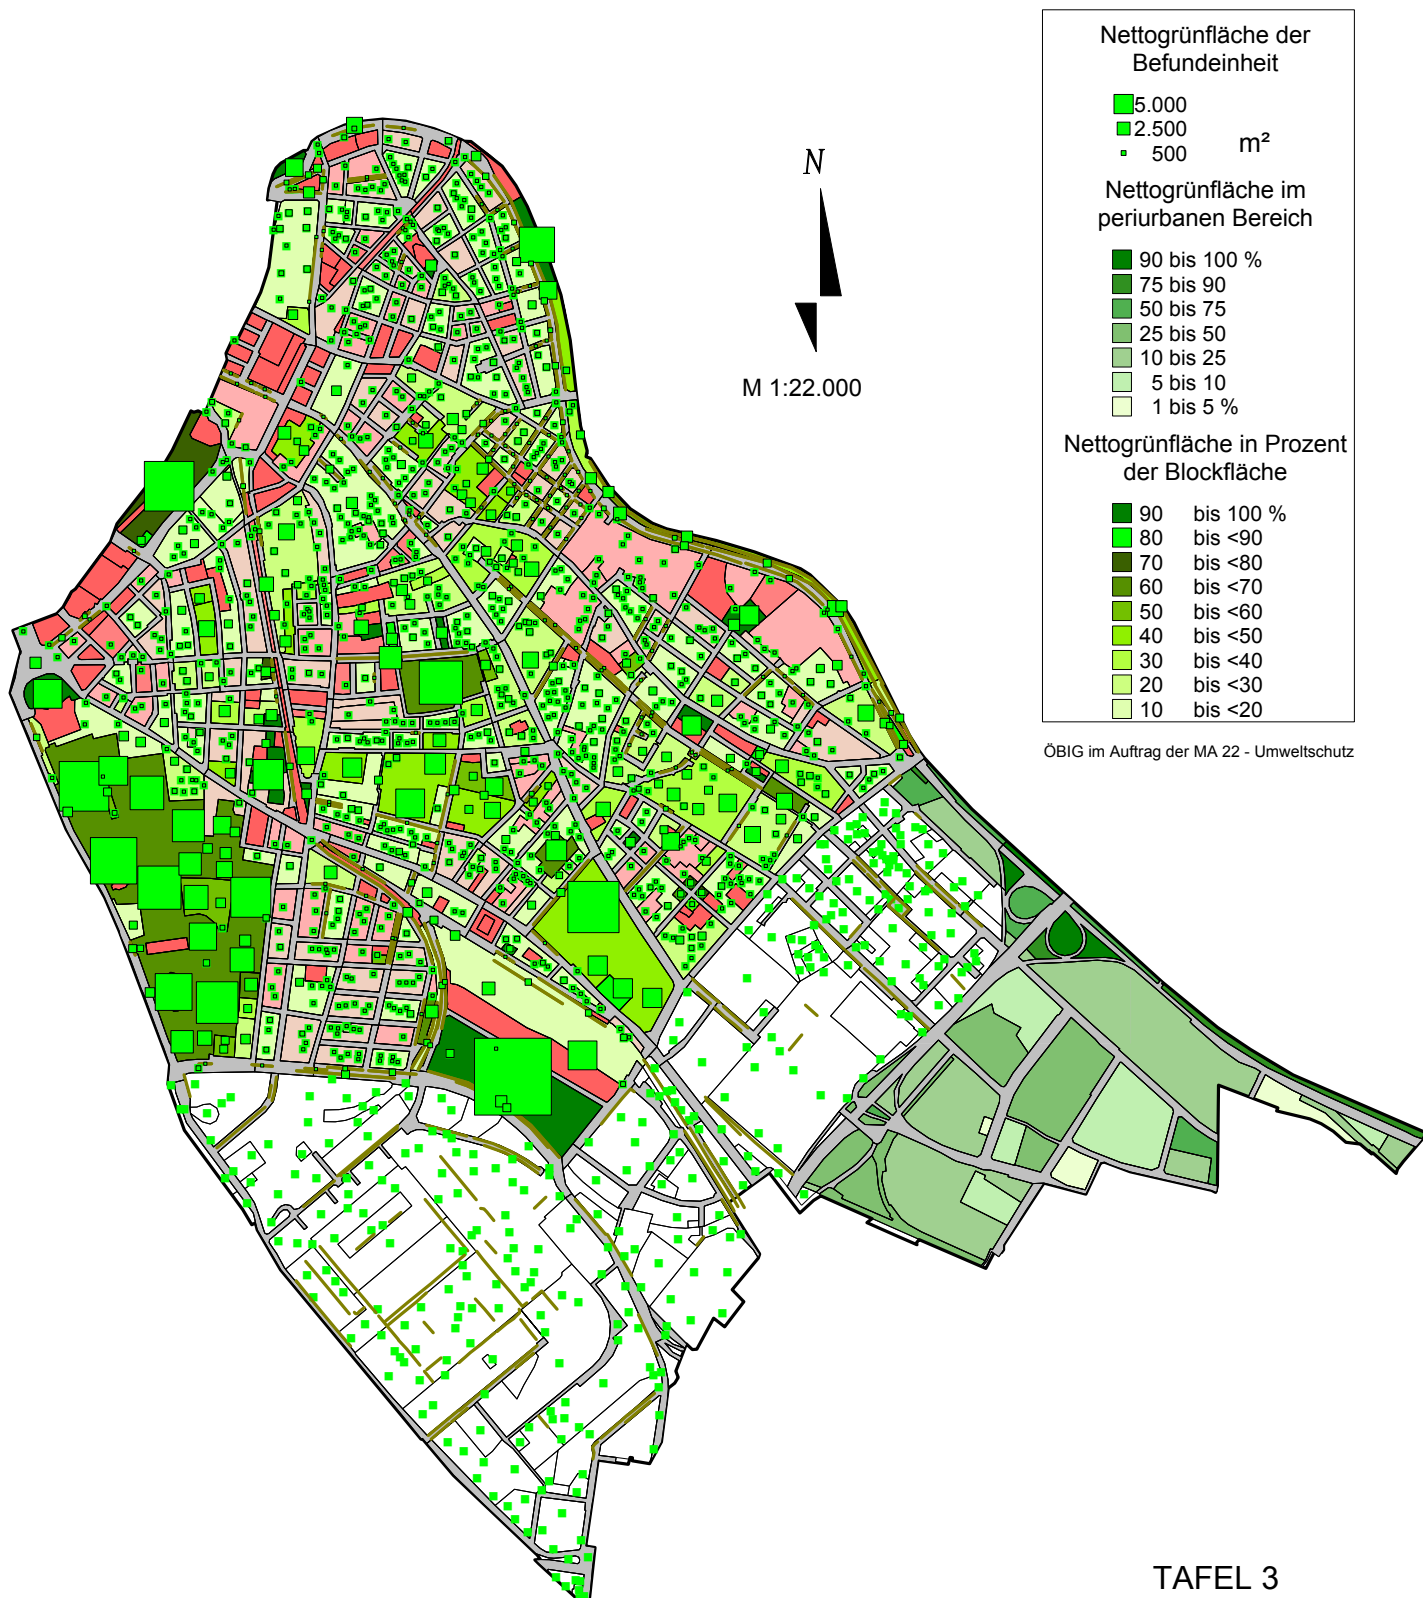 Nettogrünfläche der
Befundeinheit
5.000
2.500
500
m²
Nettogrünfläche im
periurbanen Bereich
90 bis 100 %
75 bis 90
50 bis 75
25 bis 50
10 bis 25
5 bis 10
1 bis 5 %
Nettogrünfläche in Prozent
der Blockfläche
90 bis 100 %
80 bis <90
70 bis <80
60 bis <70
50 bis <60
40 bis <50
30 bis <40
20 bis <30
10 bis <20
ÖBIG im Auftrag der MA 22 - Umweltschutz
N
M 1:22.000
TAFEL 3